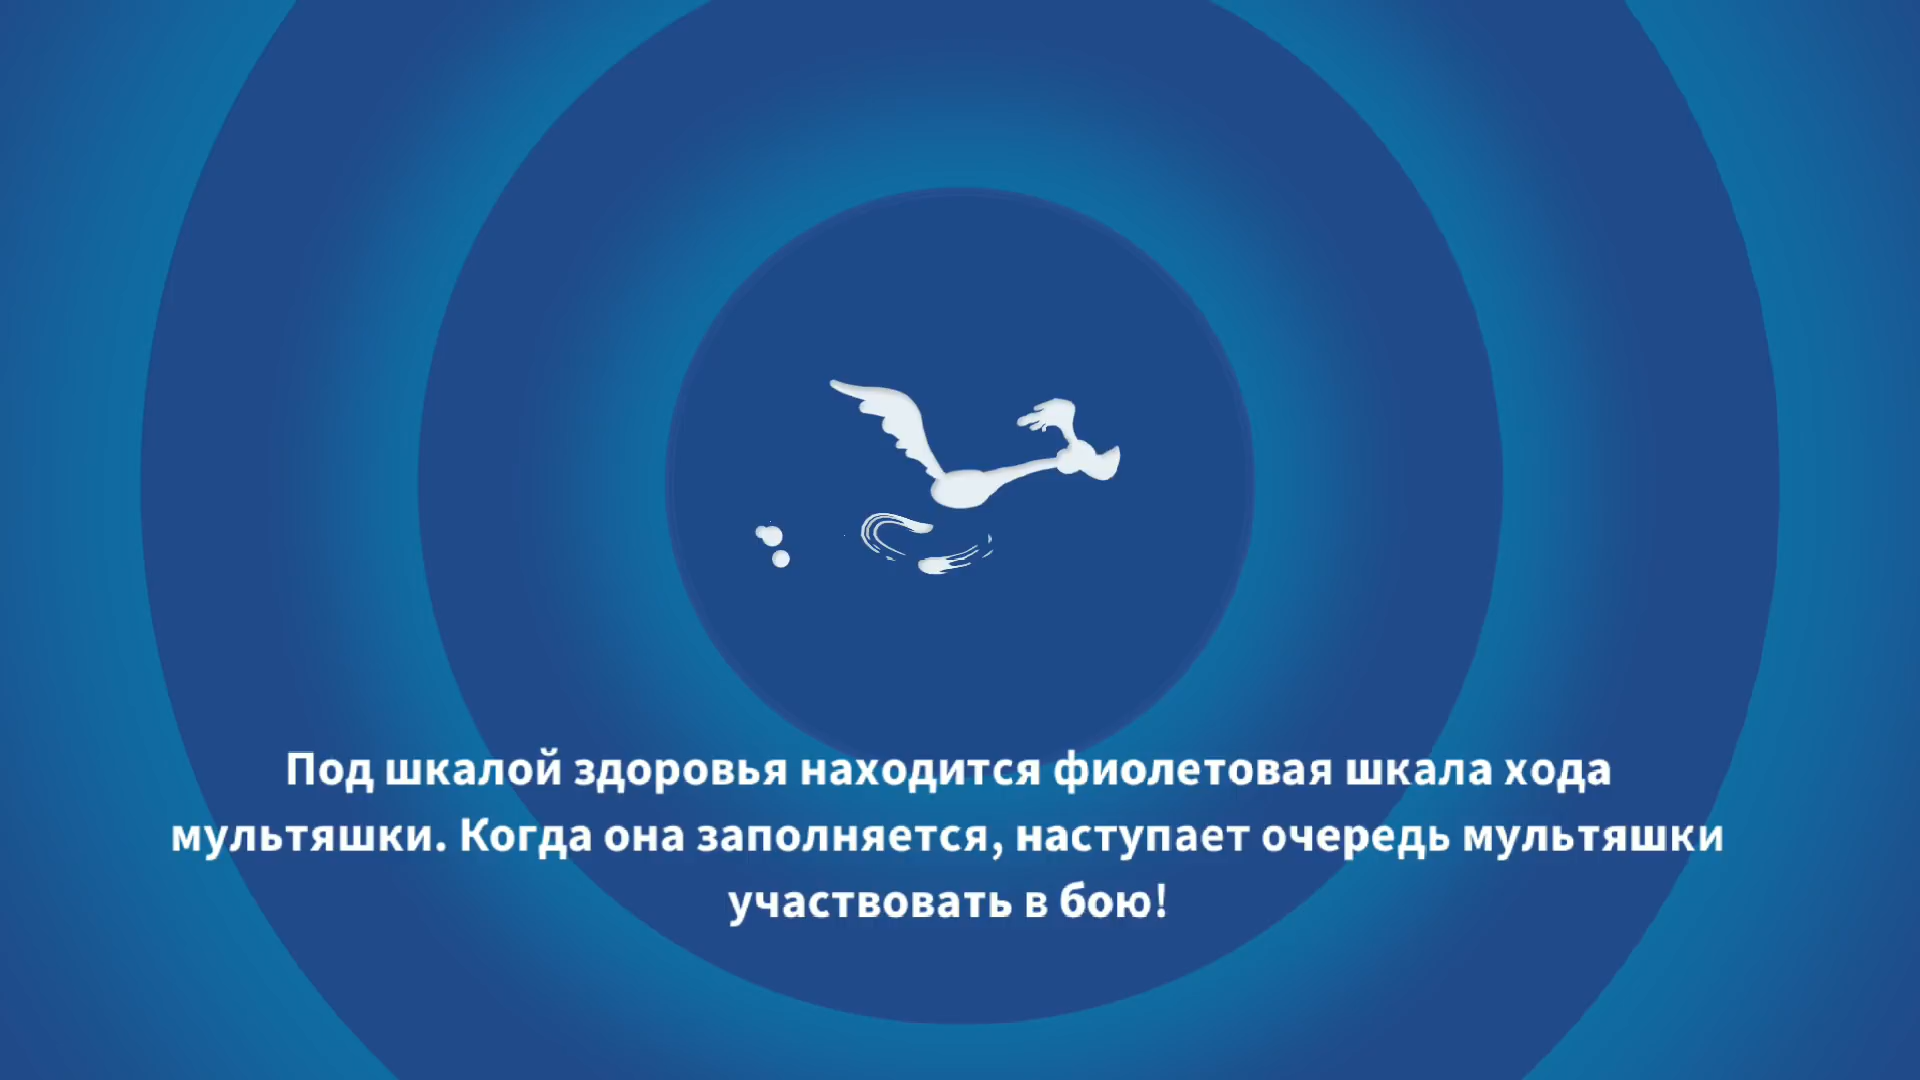 Под шкалой здоровья находится фиолетовая шкала хода
мультяшки. Когда она заполняется, наступает очередь мультяшки
участвовать в бою!